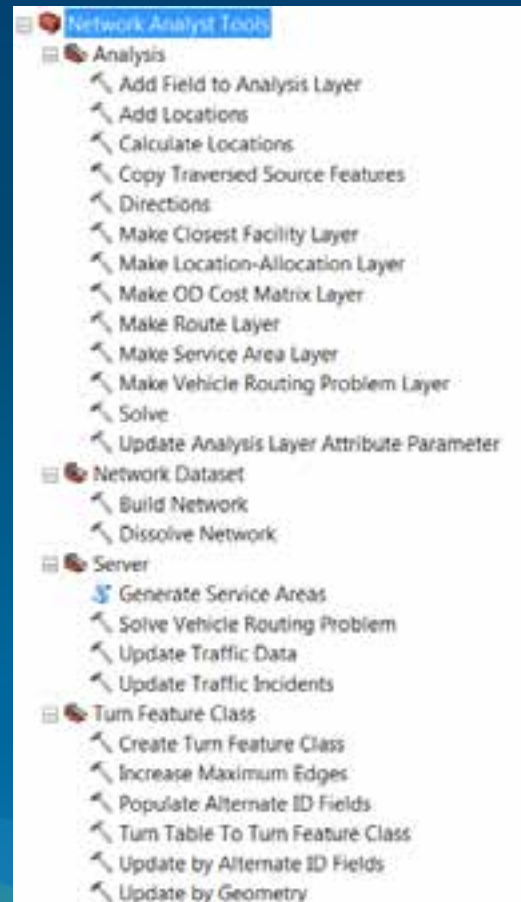 Network Analyst Tools
Analysis
Add Field to Analysis Layer
Add Locations
Calculate Locations
Copy Traversed Source Features
Directions
Make Closest Facility Layer
Make Location-Allocation Layer
Make OD Cost Matrix Layer
Make Route Layer
Make Service Area Layer
Make Vehicle Routing Problem Layer
Solve
Update Analysis Layer Attribute Parameter
Network Dataset
Build Network
Dissolve Network
Server
Generate Service Areas
Solve Vehicle Routing Problem
Update Traffic Data
Update Traffic Incidents
Turn Feature Class
Create Turn Feature Class
Increase Maximum Edges
Populate Alternate ID Fields
Turn Table To Turn Feature Class
Update by Alternate ID Fields
Update by Geometry